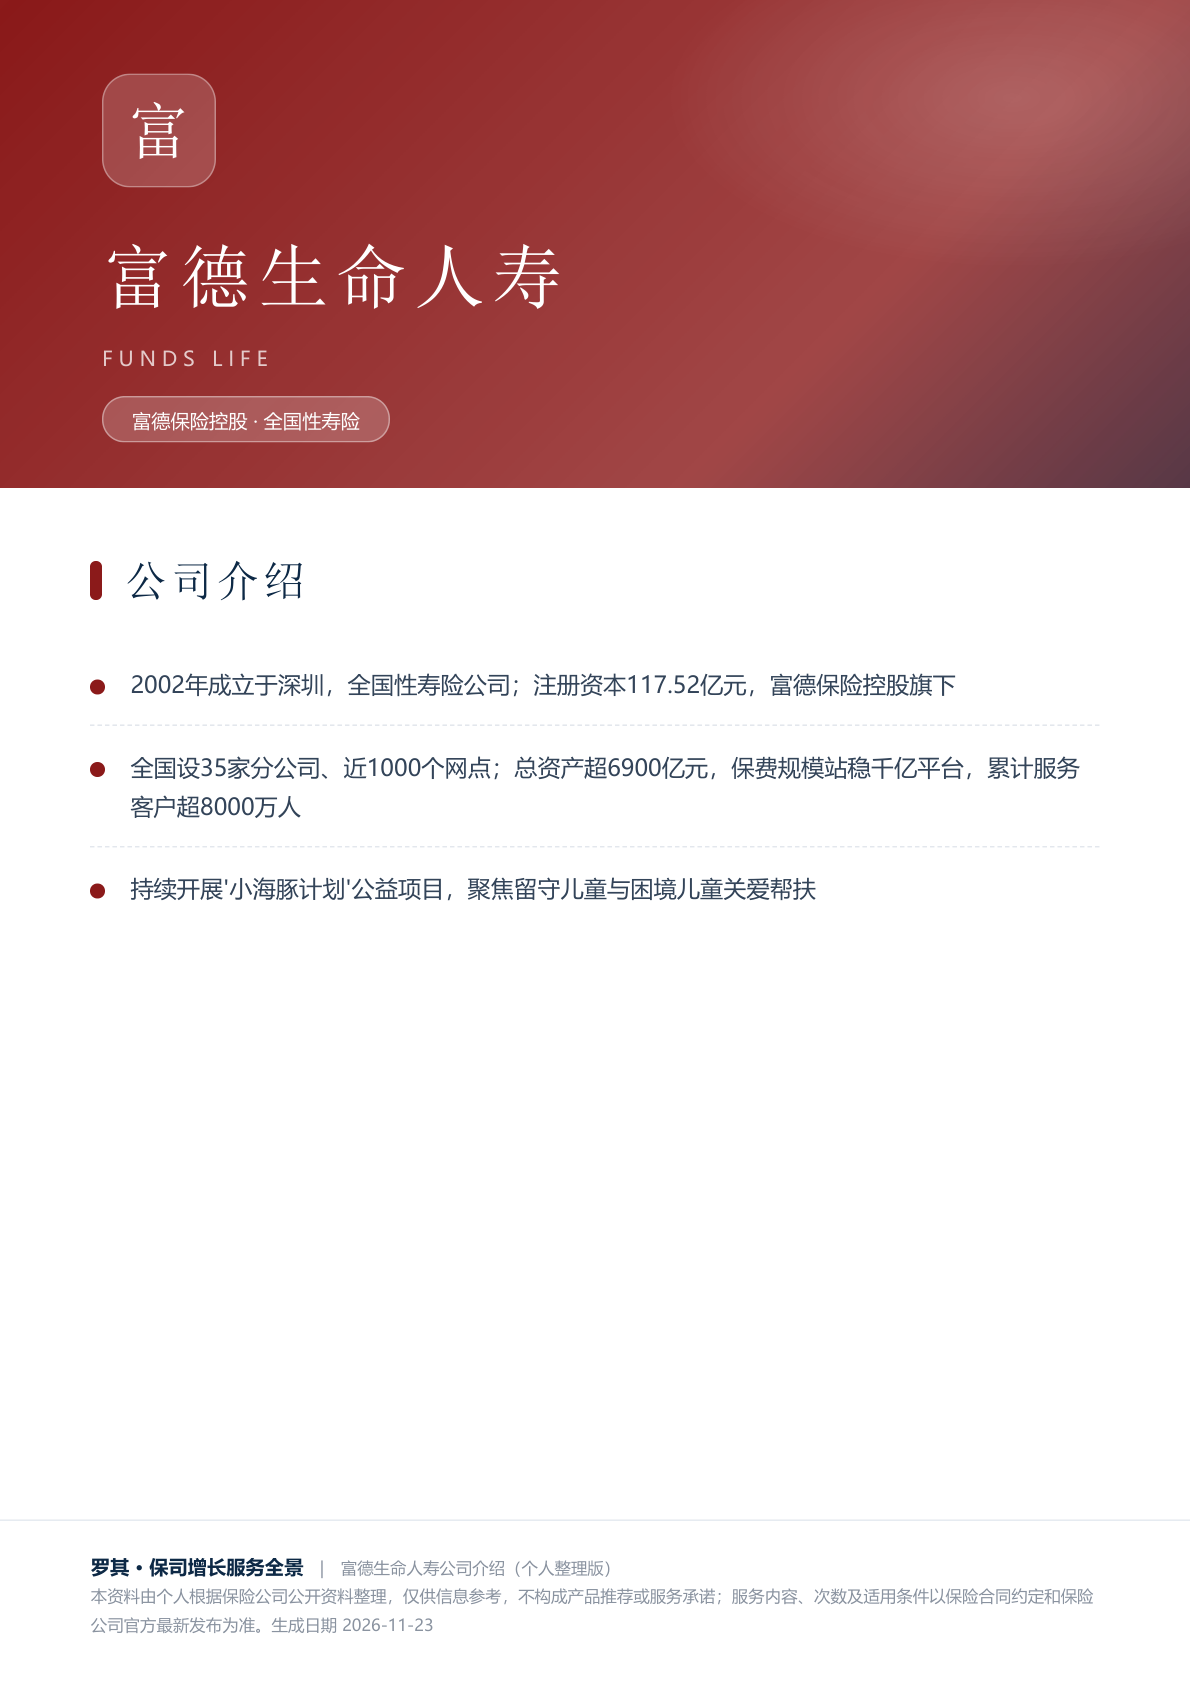 富
富德生命人寿
FUNDS LIFE
富德保险控股 · 全国性寿险
公司介绍
2002年成立于深圳，全国性寿险公司；注册资本117.52亿元，富德保险控股旗下
全国设35家分公司、近1000个网点；总资产超6900亿元，保费规模站稳千亿平台，累计服务
客户超8000万人
持续开展'小海豚计划'公益项目，聚焦留守儿童与困境儿童关爱帮扶
罗其 · 保司增长服务全景 | 富德生命人寿公司介绍（个人整理版）
本资料由个人根据保险公司公开资料整理，仅供信息参考，不构成产品推荐或服务承诺；服务内容、次数及适用条件以保险合同约定和保险
公司官方最新发布为准。生成日期 2026-11-23